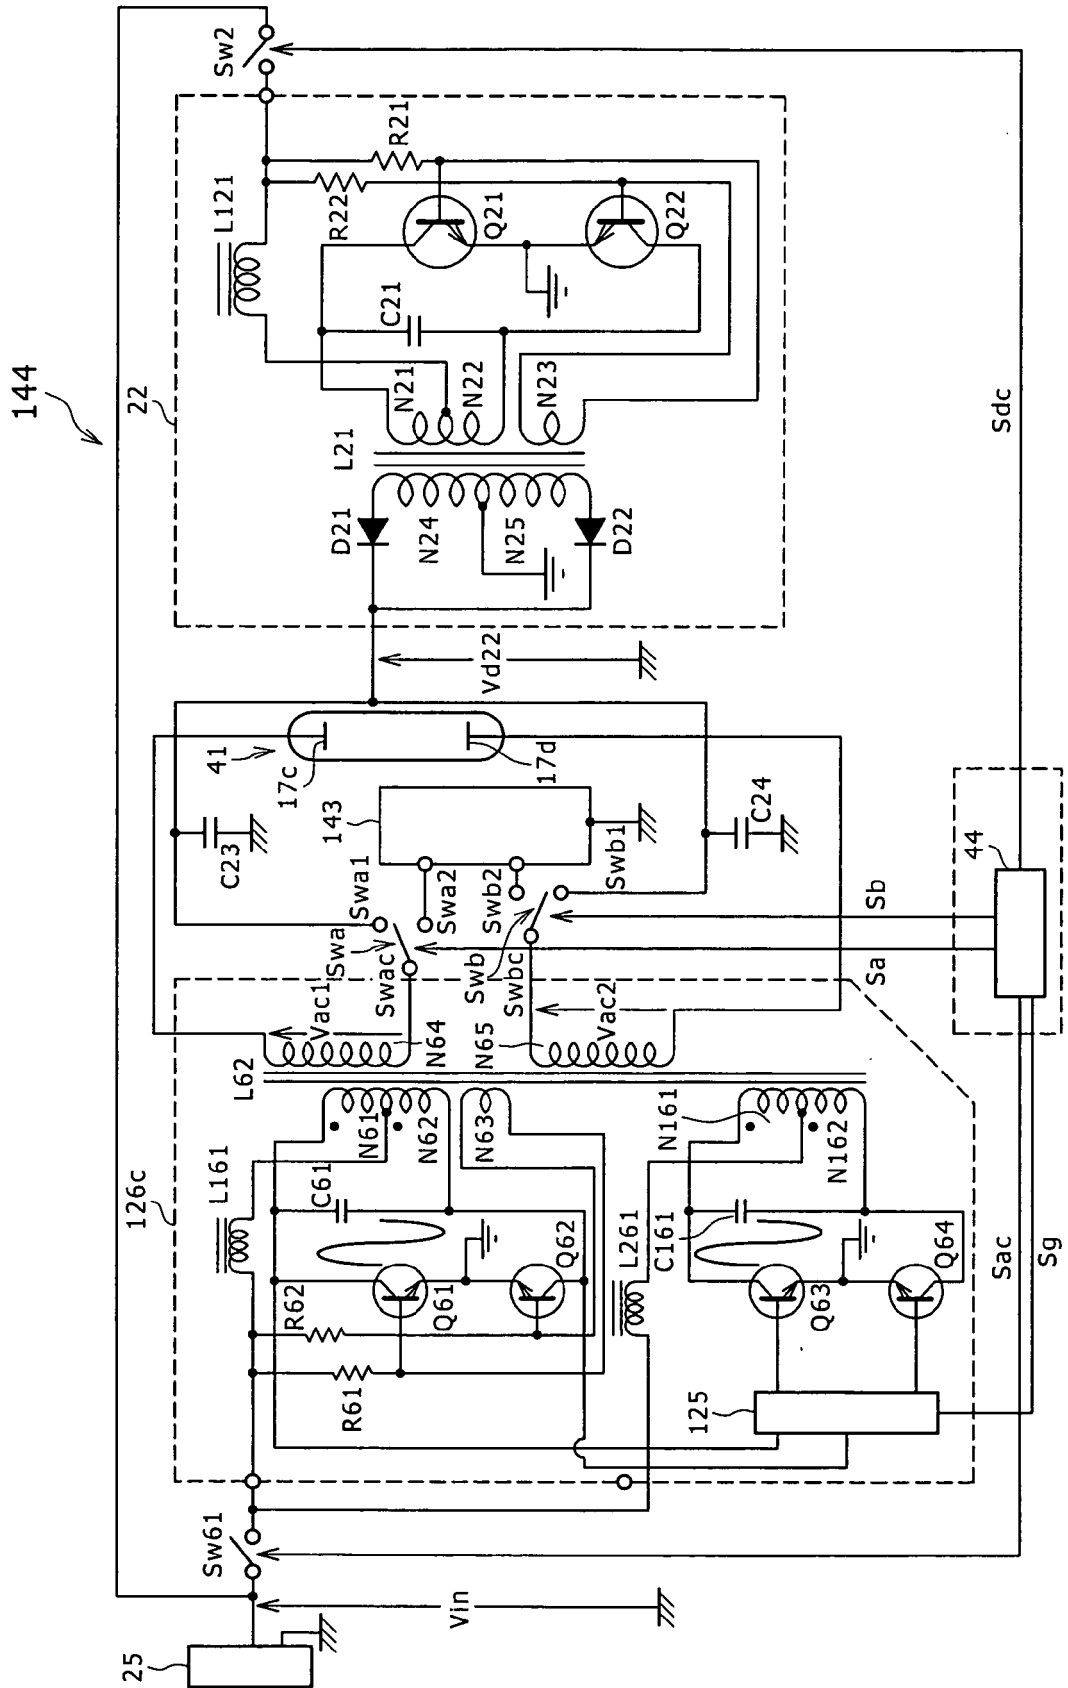 144
25
Sw61
Vin
126c
L161
R62
R61
C61
Q61
Q62
N61
N62
N63
L261
C161
Q63
Q64
125
N161
N162
L62
Vac1
N64
N65
Vac2
Swa
Swac
Swa1
Swa2
Swb
Swbc
Swb2
Swb1
C23
143
41
17c
17d
C24
Vd22
Sa
Sb
44
Sac
Sg
Sdc
22
D21
D22
N24
N25
L21
N21
N22
N23
C21
L121
R22
R21
Q21
Q22
Sw2